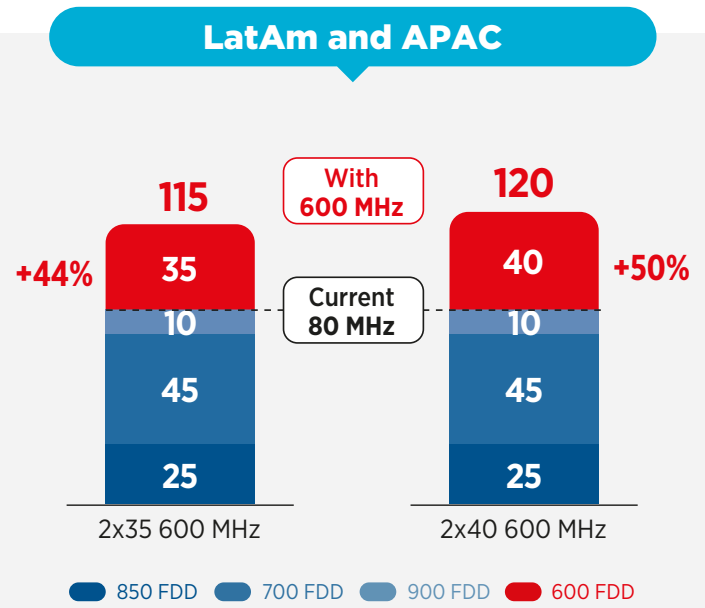 LatAm and APAC
115
With
600 MHz
120
+44%
35
40
+50%
Current
80 MHz
10
10
45
45
25
25
2x35 600 MHz
2x40 600 MHz
850 FDD
700 FDD
900 FDD
600 FDD